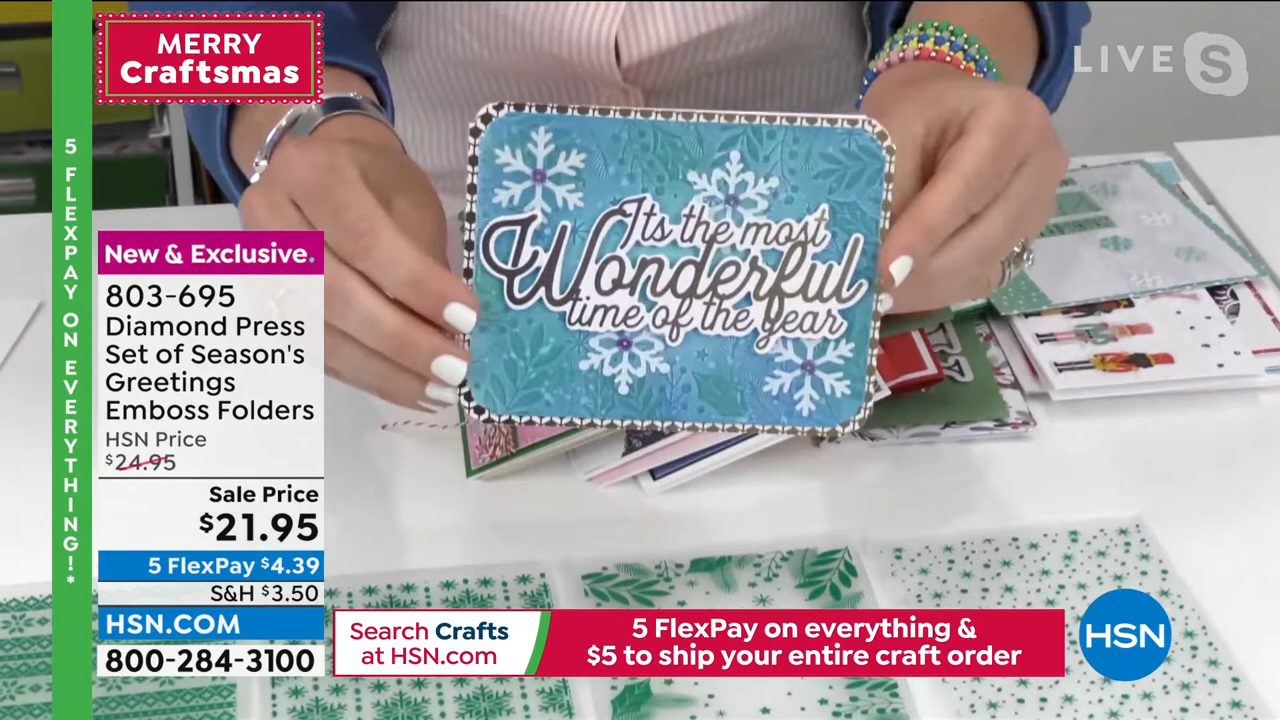 MERRY
Craftsmas
LIVE S
5 FLEXPAY ON EVERYTHING!*
New & Exclusive.
803-695
Diamond Press
Set of Season's
Greetings
Emboss Folders
HSN Price
$24.95
Sale Price
$21.95
5 FlexPay $4.39
S&H $3.50
HSN.COM
800-284-3100
It's the most
Wonderful
time of the year
Search Crafts
at HSN.com
5 FlexPay on everything &
$5 to ship your entire craft order
HSN